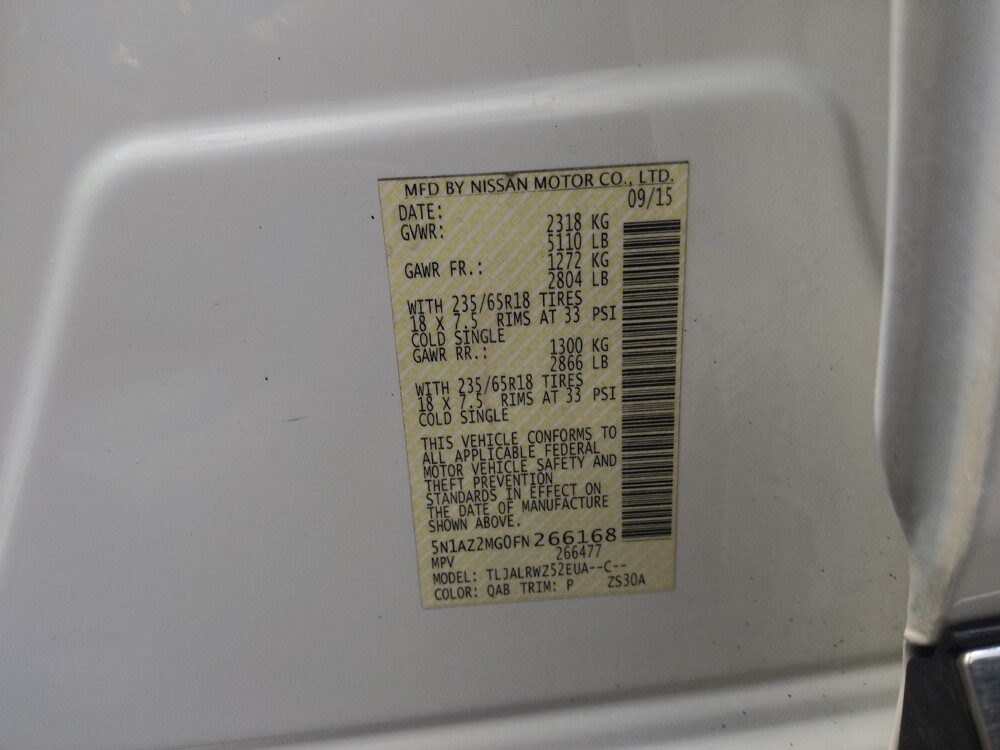 MFD BY NISSAN MOTOR CO., LTD.
DATE: 09/15
GVWR: 2318 KG
5110 LB
GAWR FR.: 1272 KG
2804 LB
WITH 235/65R18 TIRES
18 X 7.5 RIMS AT 33 PSI
COLD SINGLE
GAWR RR.: 1300 KG
2866 LB
WITH 235/65R18 TIRES
18 X 7.5 RIMS AT 33 PSI
COLD SINGLE
THIS VEHICLE CONFORMS TO
ALL APPLICABLE FEDERAL
MOTOR VEHICLE SAFETY AND
THEFT PREVENTION
STANDARDS IN EFFECT ON
THE DATE OF MANUFACTURE
SHOWN ABOVE.
5N1AZ2MG0FN266168
MPV 266477
MODEL: TLJALRWZ52EUA--C--
COLOR: QAB TRIM: P ZS30A